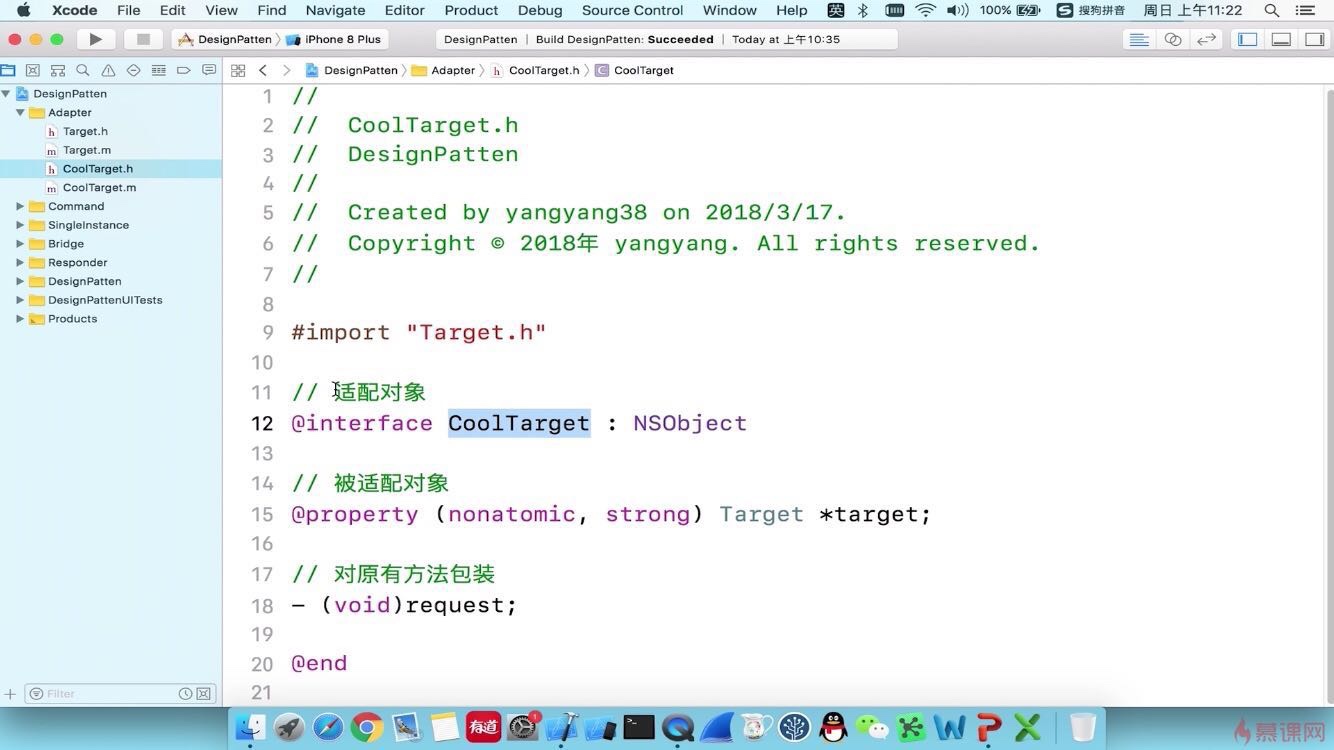 Xcode File Edit View Find Navigate Editor Product Debug Source Control Window Help 英 100% 搜狗拼音 周日 上午11:22
DesignPatten iPhone 8 Plus DesignPatten Build DesignPatten: Succeeded Today at 上午10:35
DesignPatten Adapter h CoolTarget.h C CoolTarget
DesignPatten
Adapter
h Target.h
m Target.m
h CoolTarget.h
m CoolTarget.m
Command
SingleInstance
Bridge
Responder
DesignPatten
DesignPattenUITests
Products
Filter
1 //
2 // CoolTarget.h
3 // DesignPatten
4 //
5 // Created by yangyang38 on 2018/3/17.
6 // Copyright © 2018年 yangyang. All rights reserved.
7 //
8
9 #import "Target.h"
10
11 // 适配对象
12 @interface CoolTarget : NSObject
13
14 // 被适配对象
15 @property (nonatomic, strong) Target *target;
16
17 // 对原有方法包装
18 - (void)request;
19
20 @end
21
有道
1
慕课网